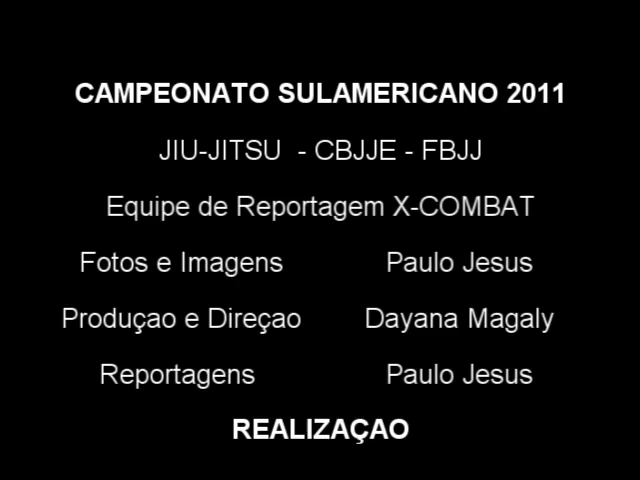 CAMPEONATO SULAMERICANO 2011
JIU-JITSU - CBJJE - FBJJ
Equipe de Reportagem X-COMBAT
Fotos e Imagens Paulo Jesus
Produçao e Direçao Dayana Magaly
Reportagens Paulo Jesus
REALIZAÇAO